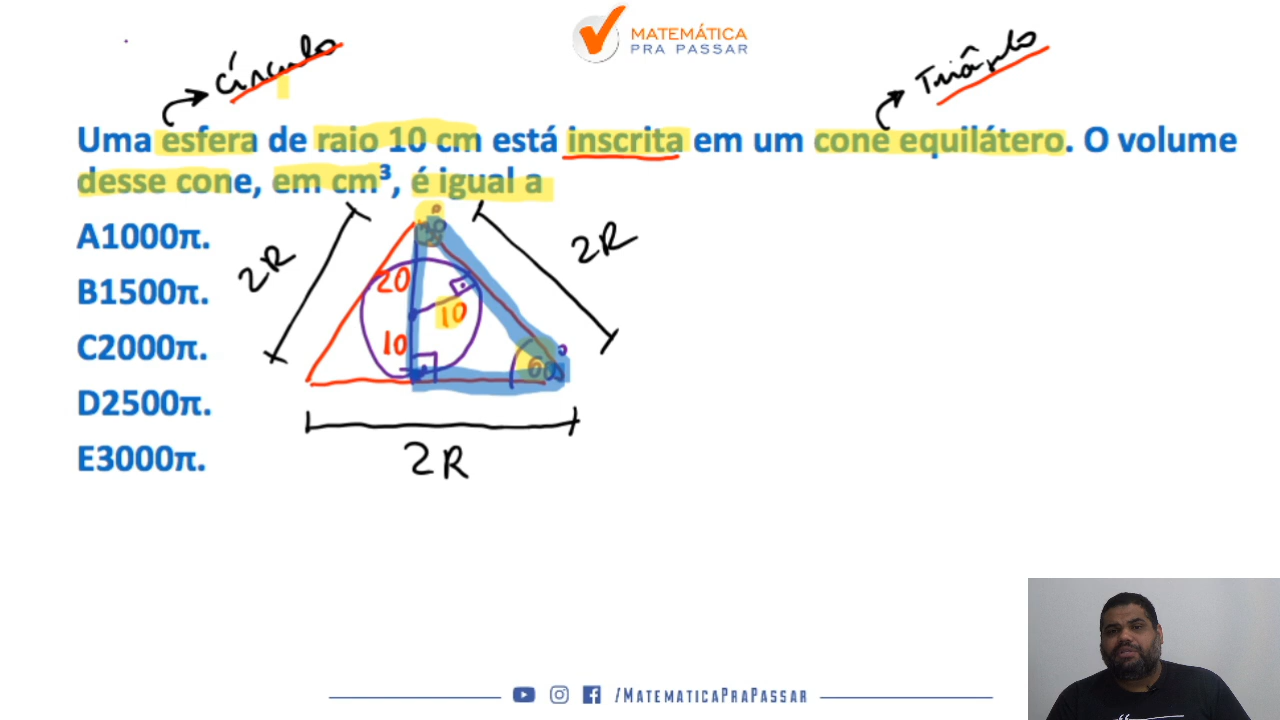 MATEMÁTICA
PRA PASSAR
círculo
Triângulo
Uma esfera de raio 10 cm está inscrita em um cone equilátero. O volume
desse cone, em cm³, é igual a
A1000π.
B1500π.
C2000π.
D2500π.
E3000π.
2R
2R
30°
20
10
10
60°
2R
/MATEMATICAPRAPASSAR